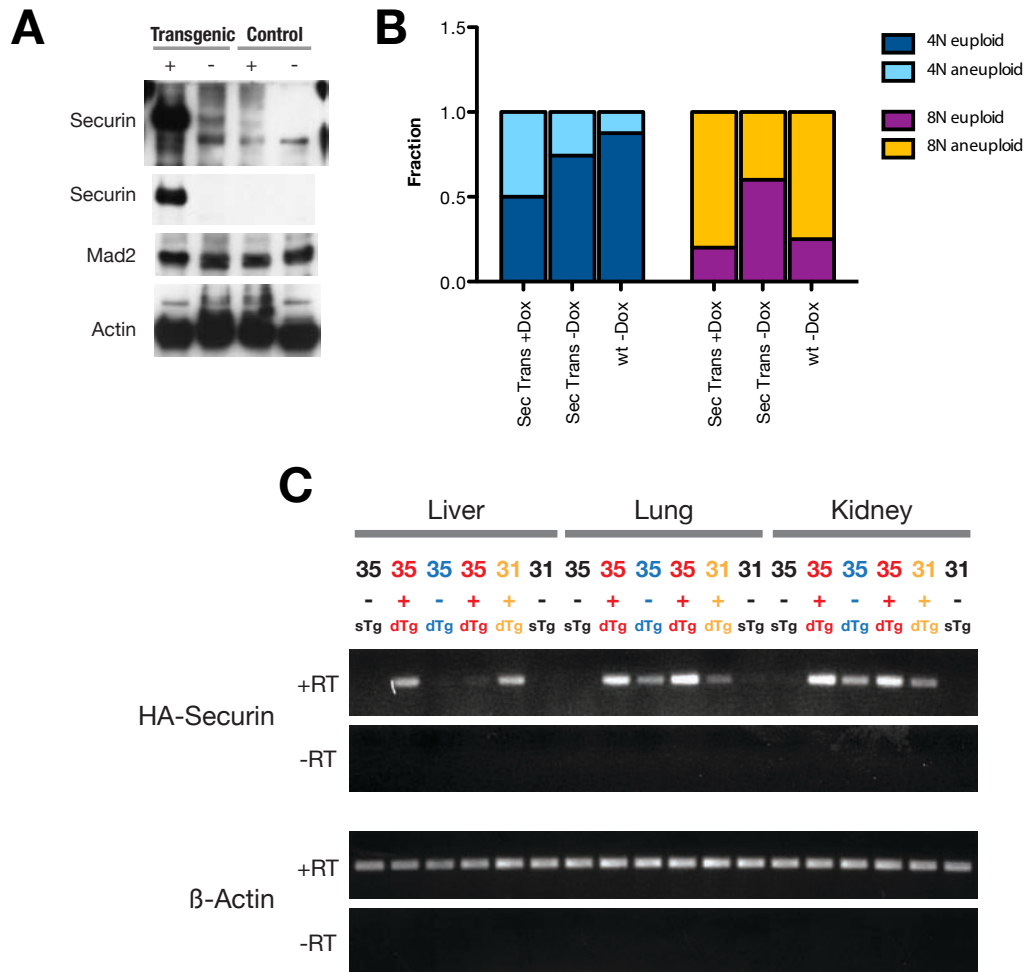 A
Transgenic Control
+ - + -
Securin
Securin
Mad2
Actin
B
1.5
1.0
0.5
0.0
Fraction
Sec Trans +Dox
Sec Trans -Dox
wt -Dox
Sec Trans +Dox
Sec Trans -Dox
wt -Dox
4N euploid
4N aneuploid
8N euploid
8N aneuploid
C
Liver Lung Kidney
35 35 35 35 31 31 35 35 35 35 31 31 35 35 35 35 31 31
- + - + + - - + - + + - - + - + + -
sTg dTg dTg dTg dTg sTg sTg dTg dTg dTg dTg sTg sTg dTg dTg dTg dTg sTg
HA-Securin
+RT
-RT
ß-Actin
+RT
-RT